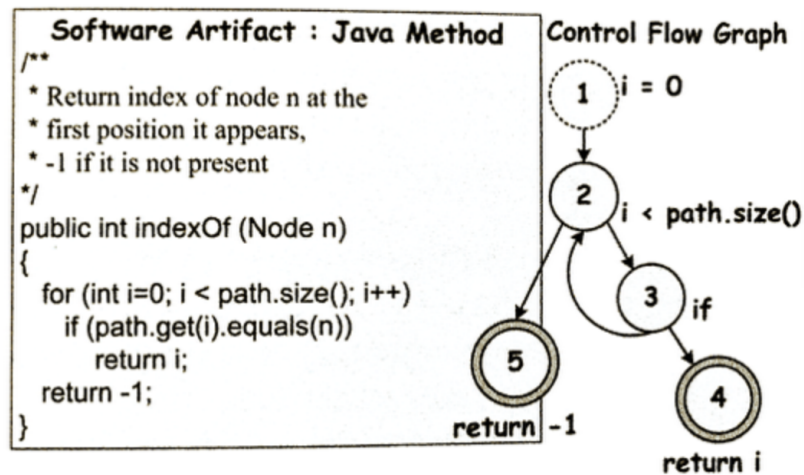 Software Artifact : Java Method
/**
* Return index of node n at the
* first position it appears,
* -1 if it is not present
*/
public int indexOf (Node n)
{
for (int i=0; i < path.size(); i++)
if (path.get(i).equals(n))
return i;
return -1;
}
Control Flow Graph
1
i = 0
2
i < path.size()
3
if
5
return -1
4
return i